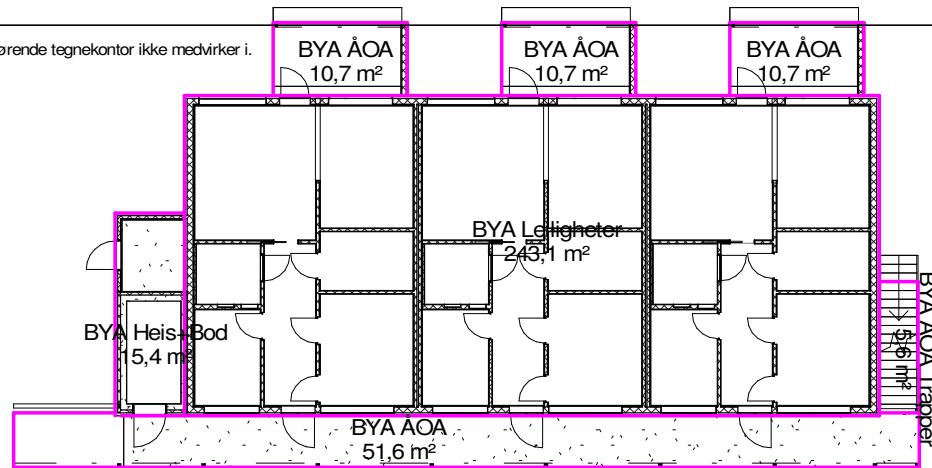 ørende tegnekontor ikke medvirker i.
BYA ÅOA
10,7 m²
BYA ÅOA
10,7 m²
BYA ÅOA
10,7 m²
BYA Leiligheter
243,1 m²
BYA Heis+Bod
15,4 m²
BYA ÅOA Trapper
5,6 m²
BYA ÅOA
51,6 m²